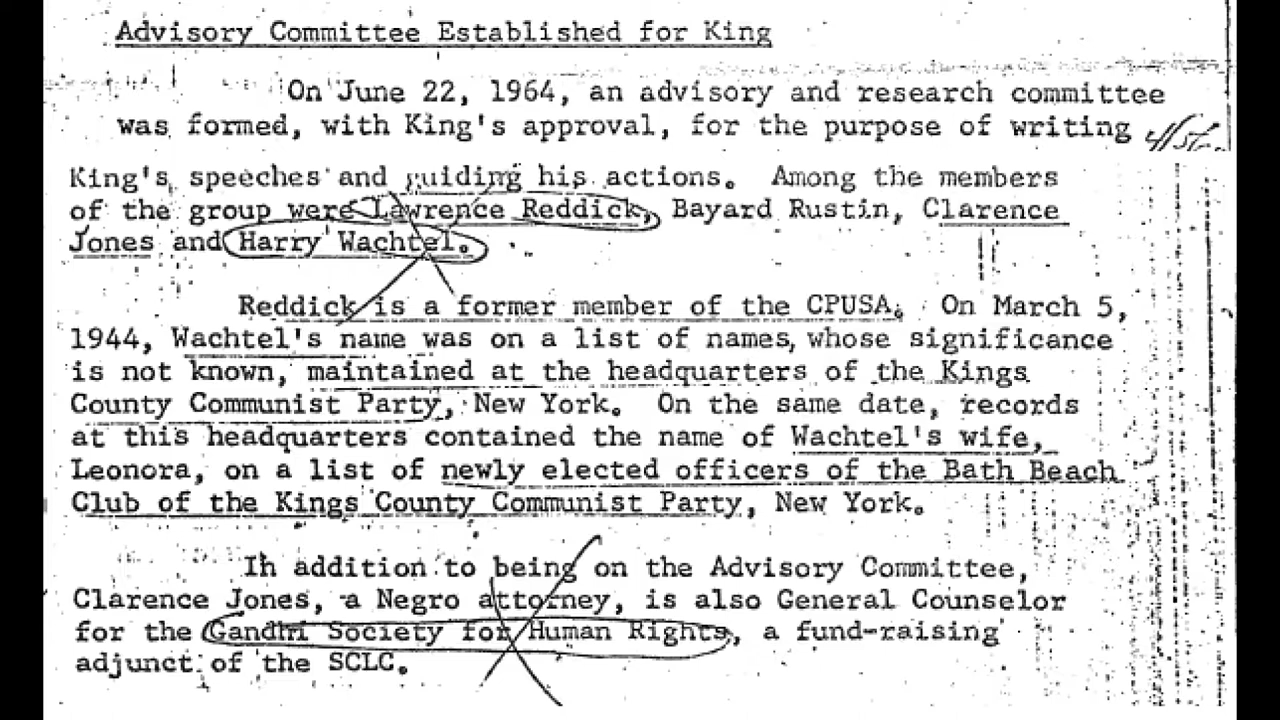 Advisory Committee Established for King
On June 22, 1964, an advisory and research committee
was formed, with King's approval, for the purpose of writing
King's speeches and guiding his actions. Among the members
of the group were Lawrence Reddick, Bayard Rustin, Clarence
Jones and Harry Wachtel.
Reddick is a former member of the CPUSA. On March 5,
1944, Wachtel's name was on a list of names, whose significance
is not known, maintained at the headquarters of the Kings
County Communist Party, New York. On the same date, records
at this headquarters contained the name of Wachtel's wife,
Leonora, on a list of newly elected officers of the Bath Beach
Club of the Kings County Communist Party, New York.
In addition to being on the Advisory Committee,
Clarence Jones, a Negro attorney, is also General Counselor
for the Gandhi Society for Human Rights, a fund-raising
adjunct of the SCLC.